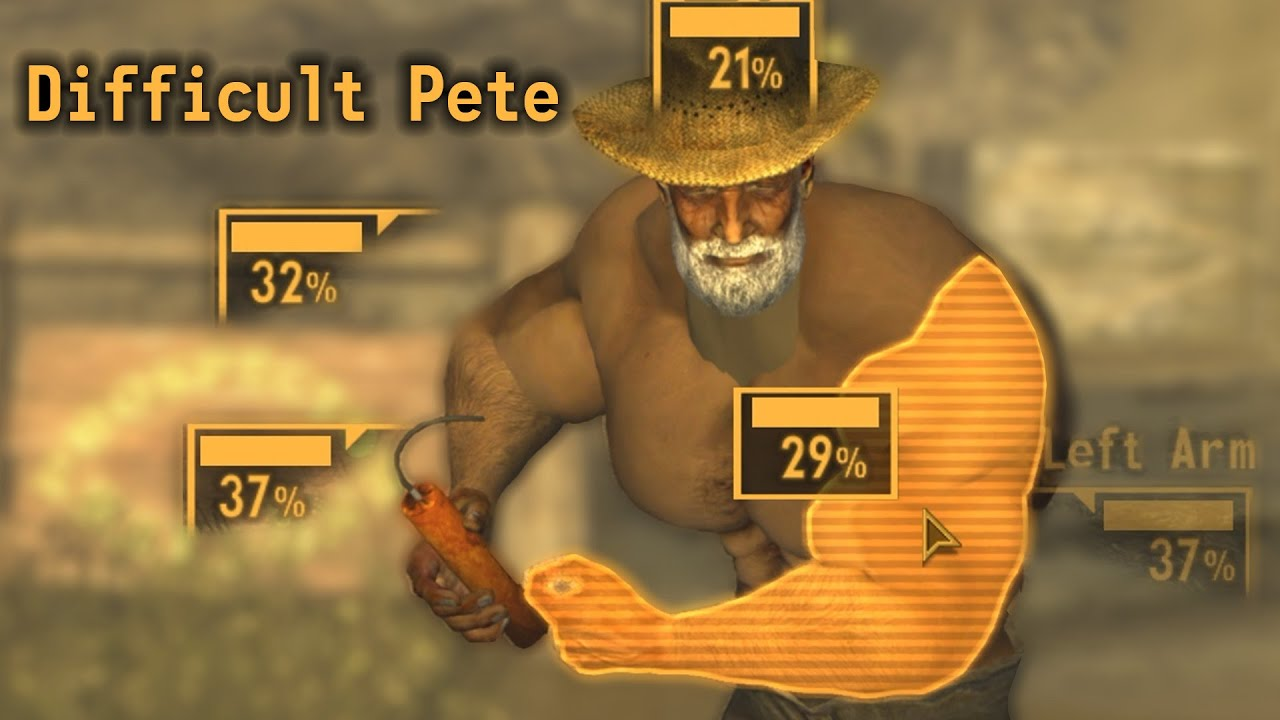 Difficult Pete
21%
32%
29%
37%
Left Arm
37%